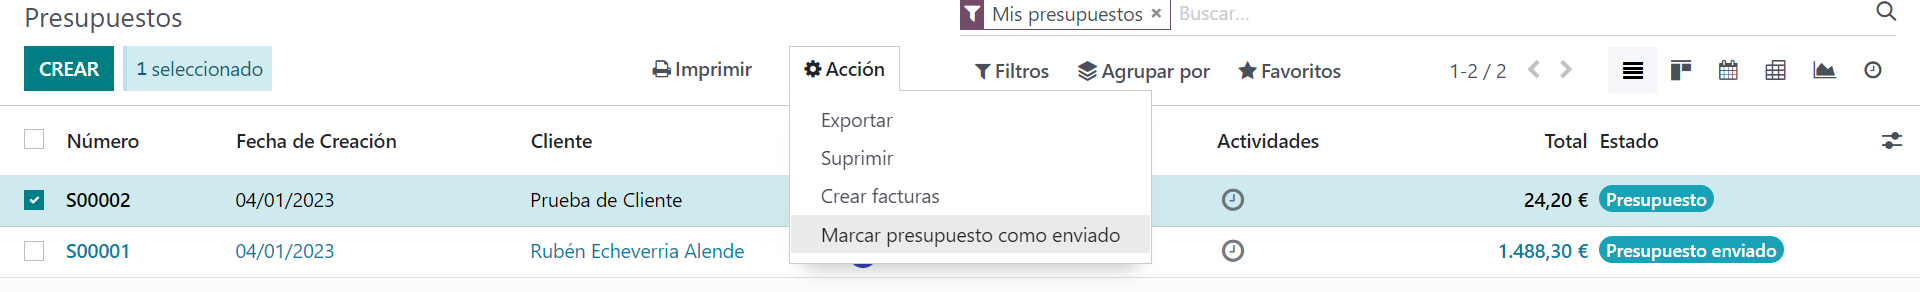 Presupuestos
Mis presupuestos × Buscar...
CREAR 1 seleccionado Imprimir Acción Filtros Agrupar por Favoritos 1-2 / 2
Exportar
Suprimir
Crear facturas
Marcar presupuesto como enviado
Número Fecha de Creación Cliente Actividades Total Estado
S00002 04/01/2023 Prueba de Cliente 24,20 € Presupuesto
S00001 04/01/2023 Rubén Echeverria Alende 1.488,30 € Presupuesto enviado